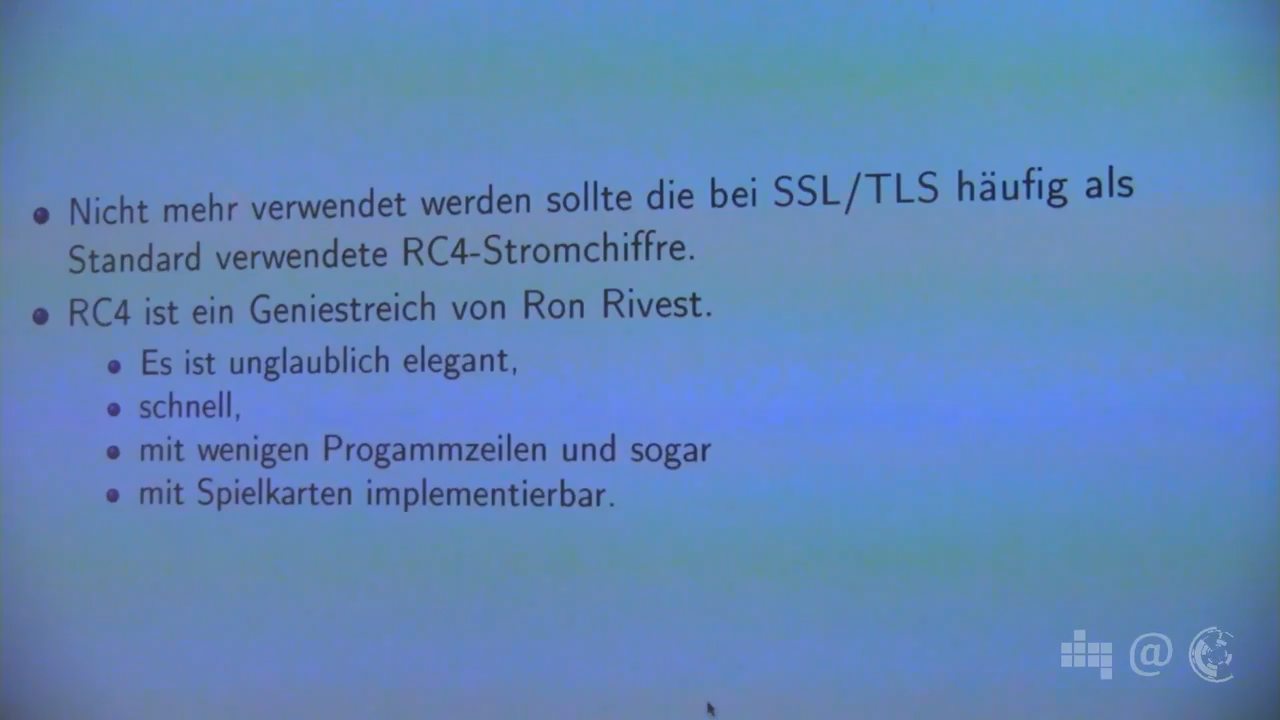 Nicht mehr verwendet werden sollte die bei SSL/TLS häufig als
Standard verwendete RC4-Stromchiffre.
RC4 ist ein Geniestreich von Ron Rivest.
Es ist unglaublich elegant,
schnell,
mit wenigen Progammzeilen und sogar
mit Spielkarten implementierbar.
@